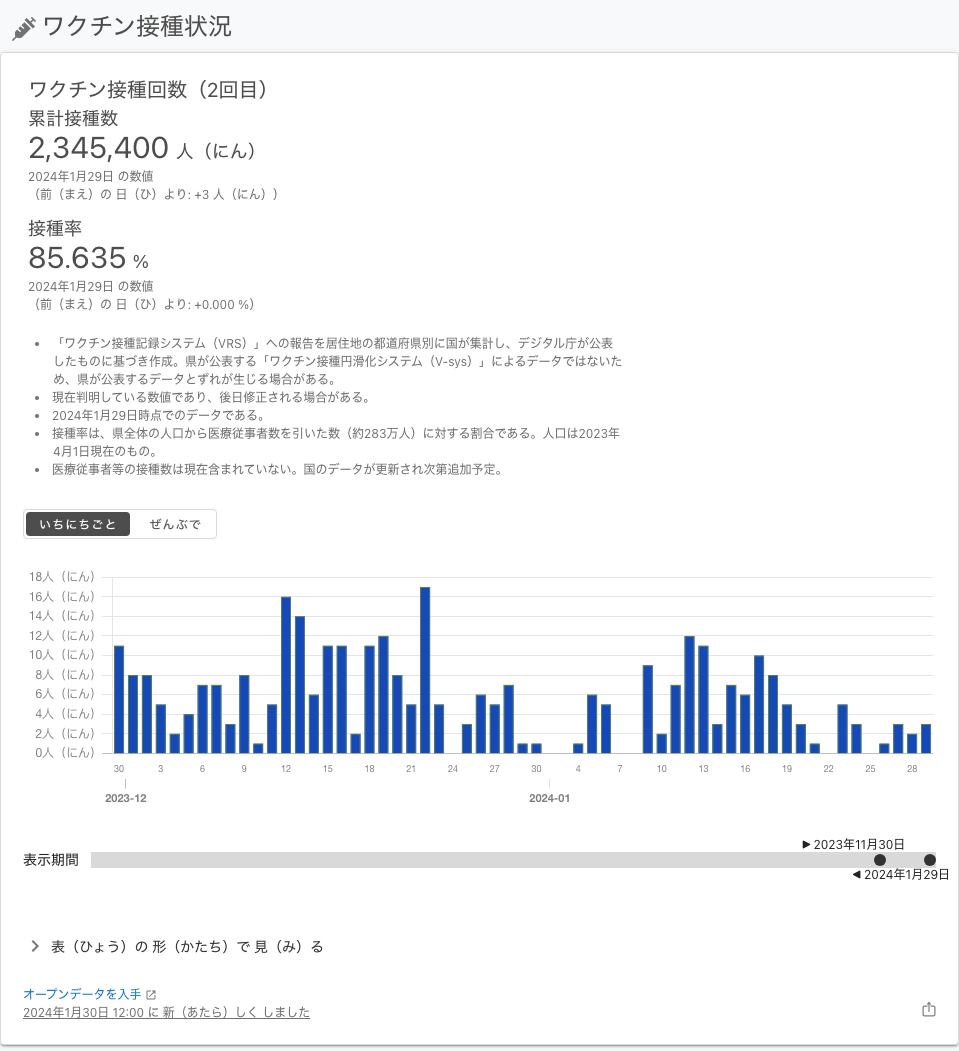 ワクチン接種状況
ワクチン接種回数（2回目）
累計接種数
2,345,400 人（にん）
2024年1月29日 の数値
（前（まえ）の 日（ひ）より: +3 人（にん））
接種率
85.635 %
2024年1月29日 の数値
（前（まえ）の 日（ひ）より: +0.000 %）
• 「ワクチン接種記録システム（VRS）」への報告を居住地の都道府県別に国が集計し、デジタル庁が公表
したものに基づき作成。県が公表する「ワクチン接種円滑化システム（V-sys）」によるデータではないた
め、県が公表するデータとずれが生じる場合がある。
• 現在判明している数値であり、後日修正される場合がある。
• 2024年1月29日時点でのデータである。
• 接種率は、県全体の人口から医療従事者数を引いた数（約283万人）に対する割合である。人口は2023年
4月1日現在のもの。
• 医療従事者等の接種数は現在含まれていない。国のデータが更新され次第追加予定。
いちにちごと ぜんぶで
18人（にん）
16人（にん）
14人（にん）
12人（にん）
10人（にん）
8人（にん）
6人（にん）
4人（にん）
2人（にん）
0人（にん）
30 3 6 9 12 15 18 21 24 27 30 4 7 10 13 16 19 22 25 28
2023-12 2024-01
▶ 2023年11月30日
表示期間
◀ 2024年1月29日
表（ひょう）の 形（かたち）で 見（み）る
オープンデータを入手
2024年1月30日 12:00 に 新（あたら）しく しました